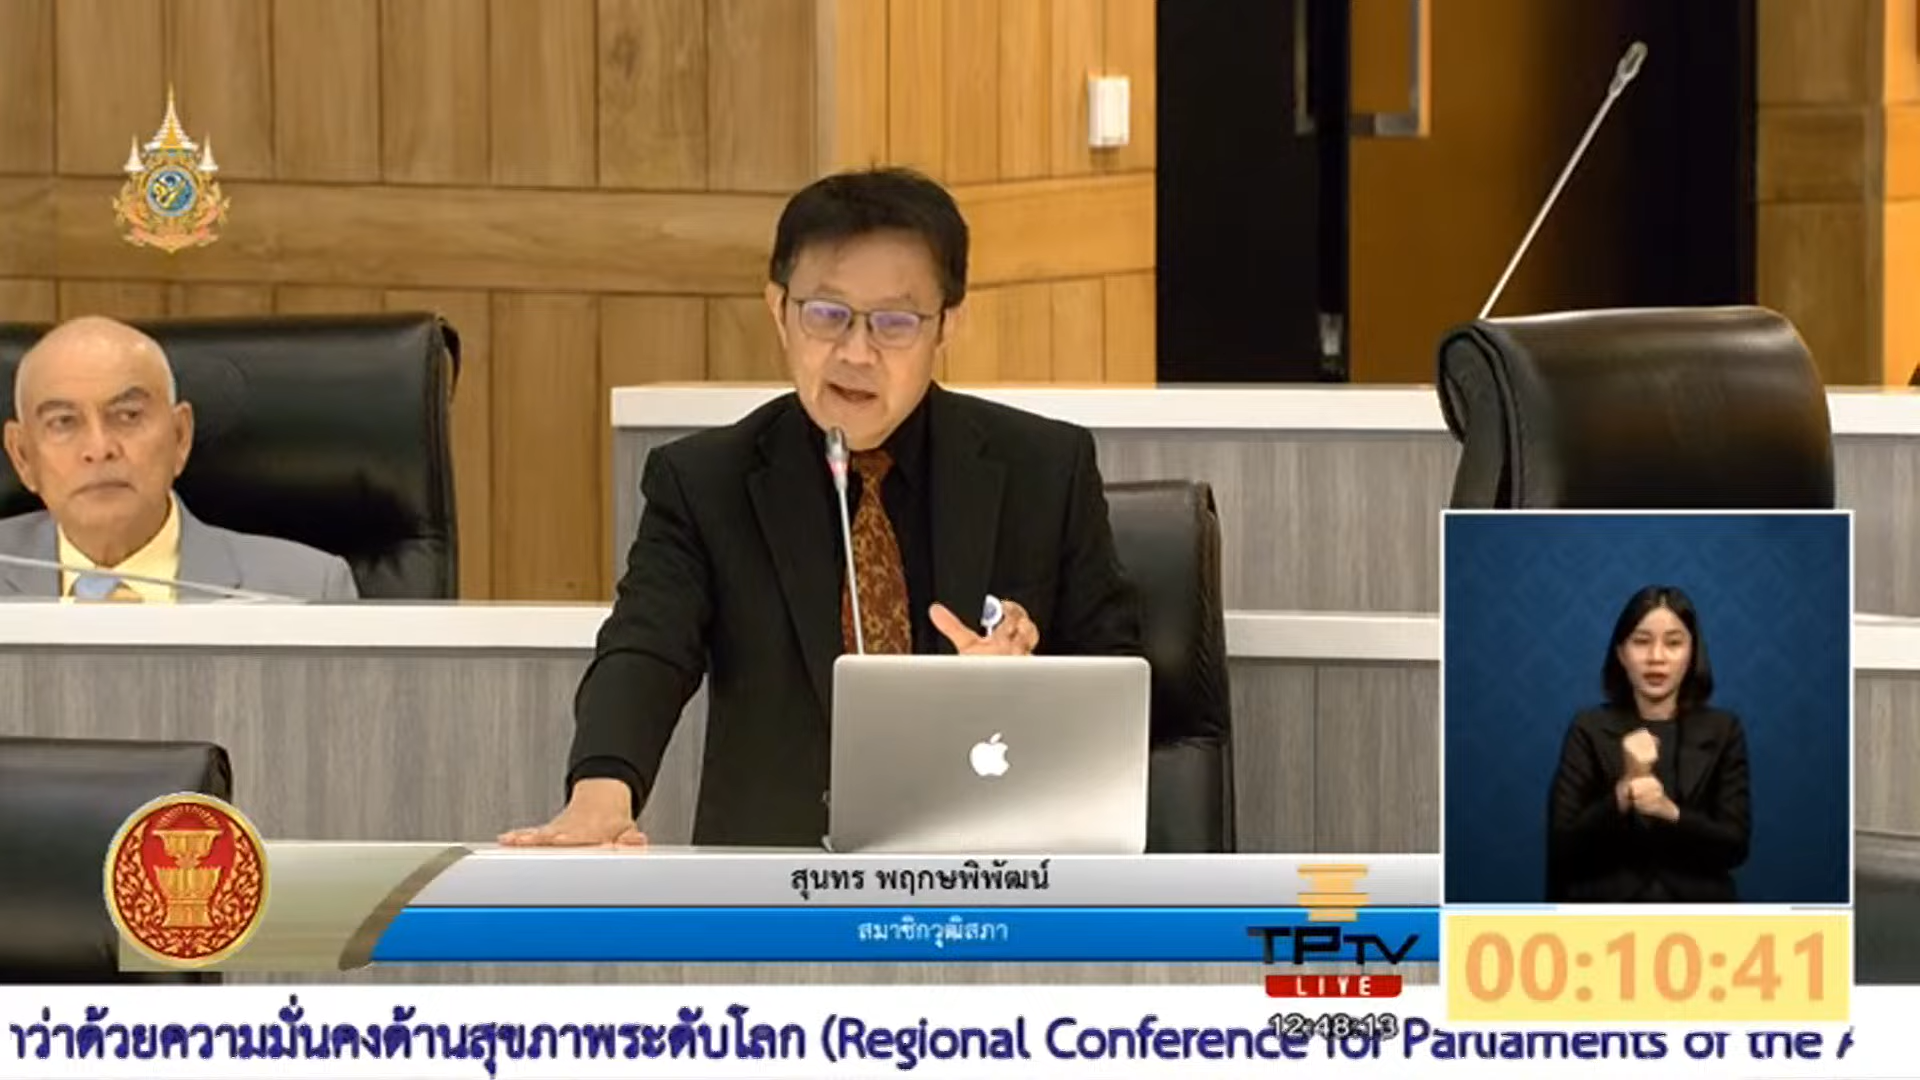 สุนทร พฤกษพิพัฒน์
สมาชิกวุฒิสภา
TPTV
LIVE
00:10:41
12:48:13
าว่าด้วยความมั่นคงด้านสุขภาพระดับโลก (Regional Conference for Parliaments of the A